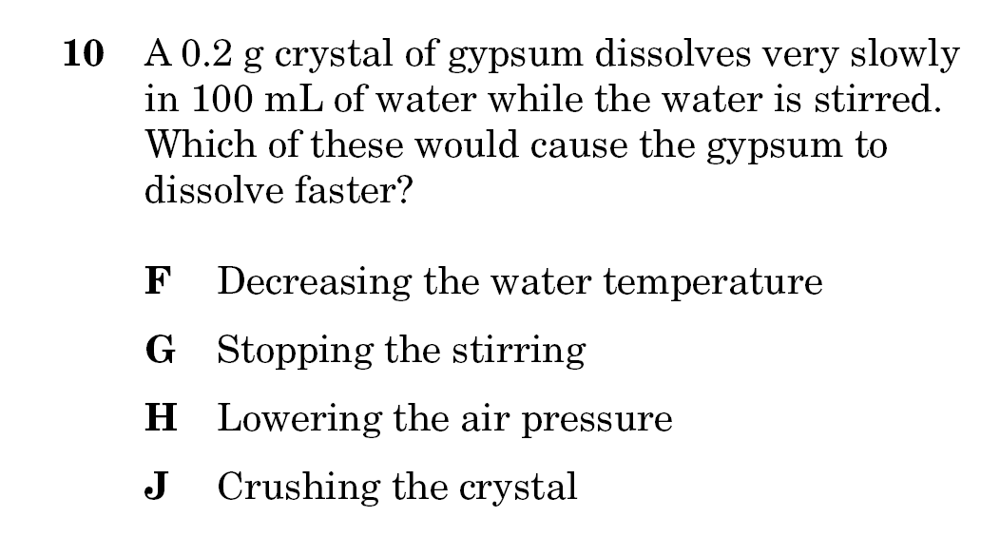 10 A 0.2 g crystal of gypsum dissolves very slowly
in 100 mL of water while the water is stirred.
Which of these would cause the gypsum to
dissolve faster?
F Decreasing the water temperature
G Stopping the stirring
H Lowering the air pressure
J Crushing the crystal